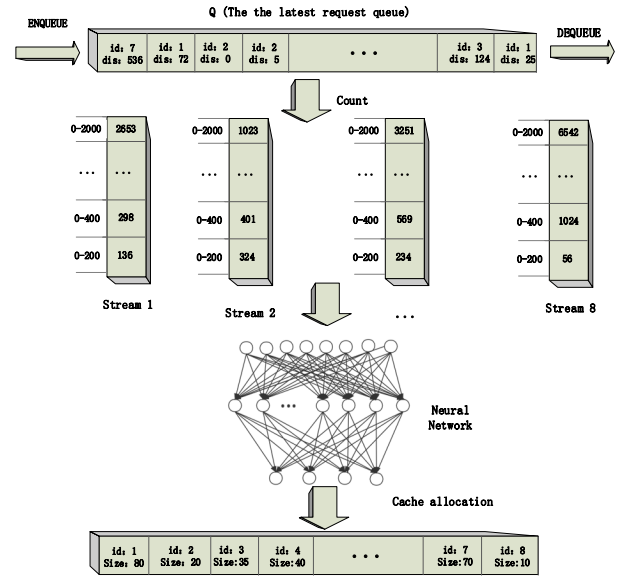 Q (The the latest request queue)
ENQUEUE
DEQUEUE
id: 7 id: 1 id: 2 id: 2 ... id: 3 id: 1
dis: 536 dis: 72 dis: 0 dis: 5 dis: 124 dis: 25
Count
0-2000 2653 0-2000 1023 0-2000 3251 0-2000 6542
... ... ... ... ... ... ... ...
0-400 298 0-400 401 0-400 569 0-400 1024
0-200 136 0-200 324 0-200 234 0-200 56
Stream 1 Stream 2 ... Stream 8
...
Neural
Network
Cache allocation
id: 1 id: 2 id: 3 id: 4 ... id: 7 id: 8
Size: 80 Size: 20 Size:35 Size:40 Size:70 Size:10